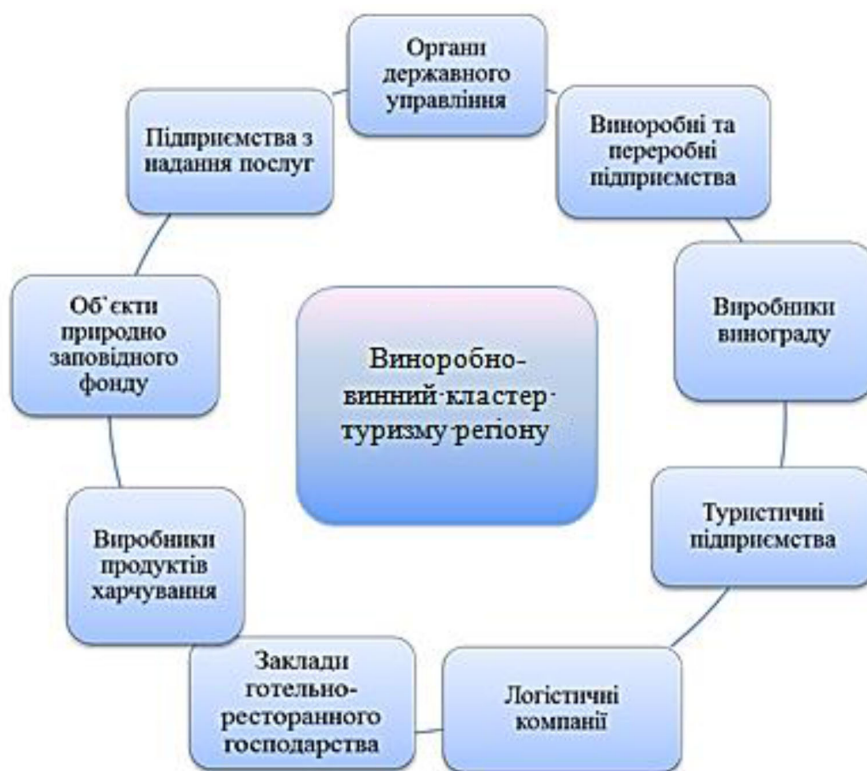 Органи
державного
управління
Виноробні та
переробні
підприємства
Виробники
винограду
Туристичні
підприємства
Логістичні
компанії
Заклади
готельно-
ресторанного
господарства
Виробники
продуктів
харчування
Об`єкти
природно
заповідного
фонду
Підприємства з
надання послуг
Виноробно-
винний·кластер·
туризму·регіону